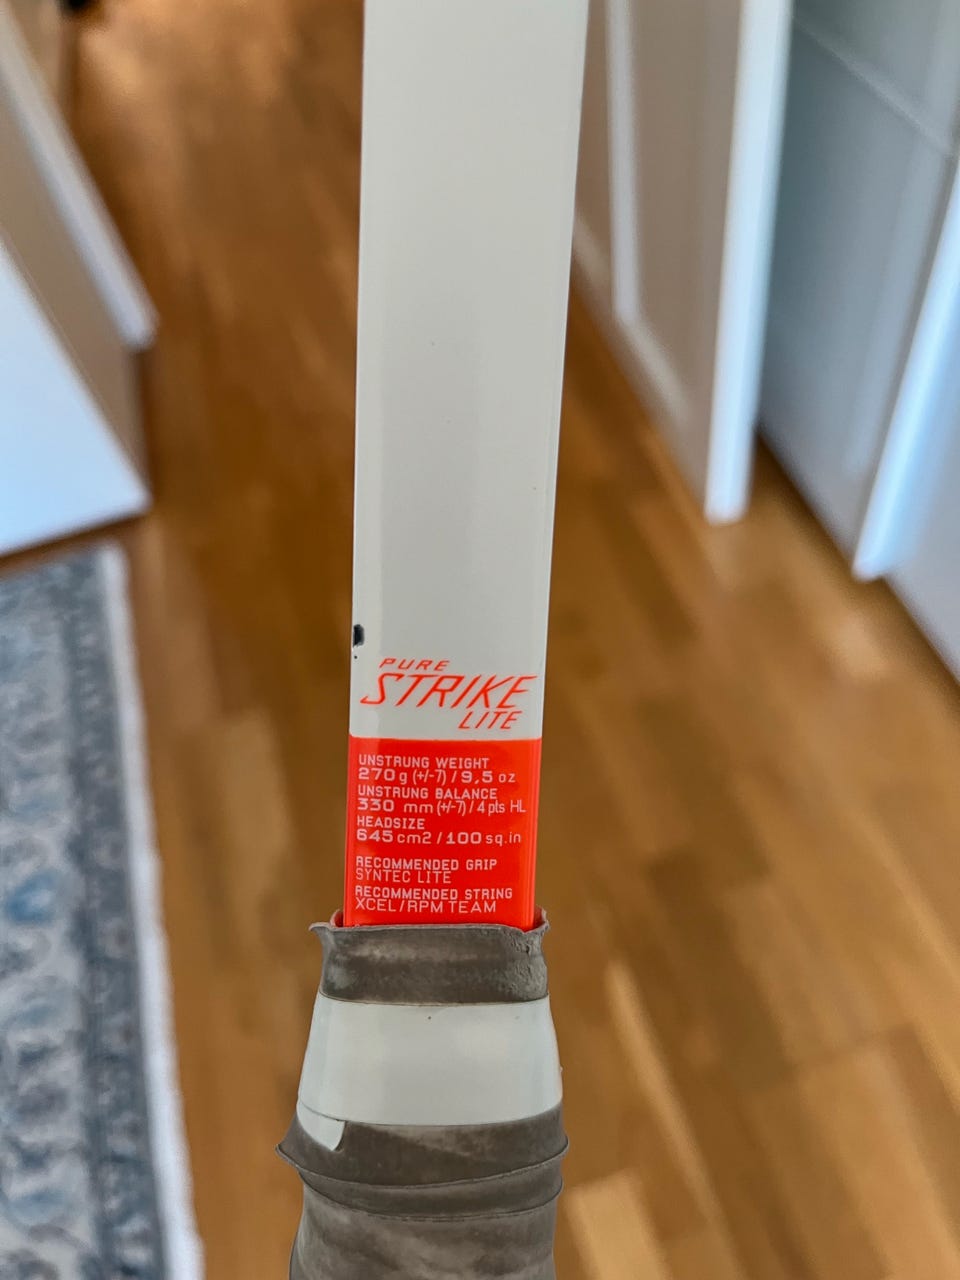 PURE
STRIKE
LITE
UNSTRUNG WEIGHT
270g (+/-7) / 9,5 oz
UNSTRUNG BALANCE
330 mm (+/-7) / 4 pts HL
HEADSIZE
645 cm2 / 100 sq.in
RECOMMENDED GRIP
SYNTEC LITE
RECOMMENDED STRING
XCEL/RPM TEAM